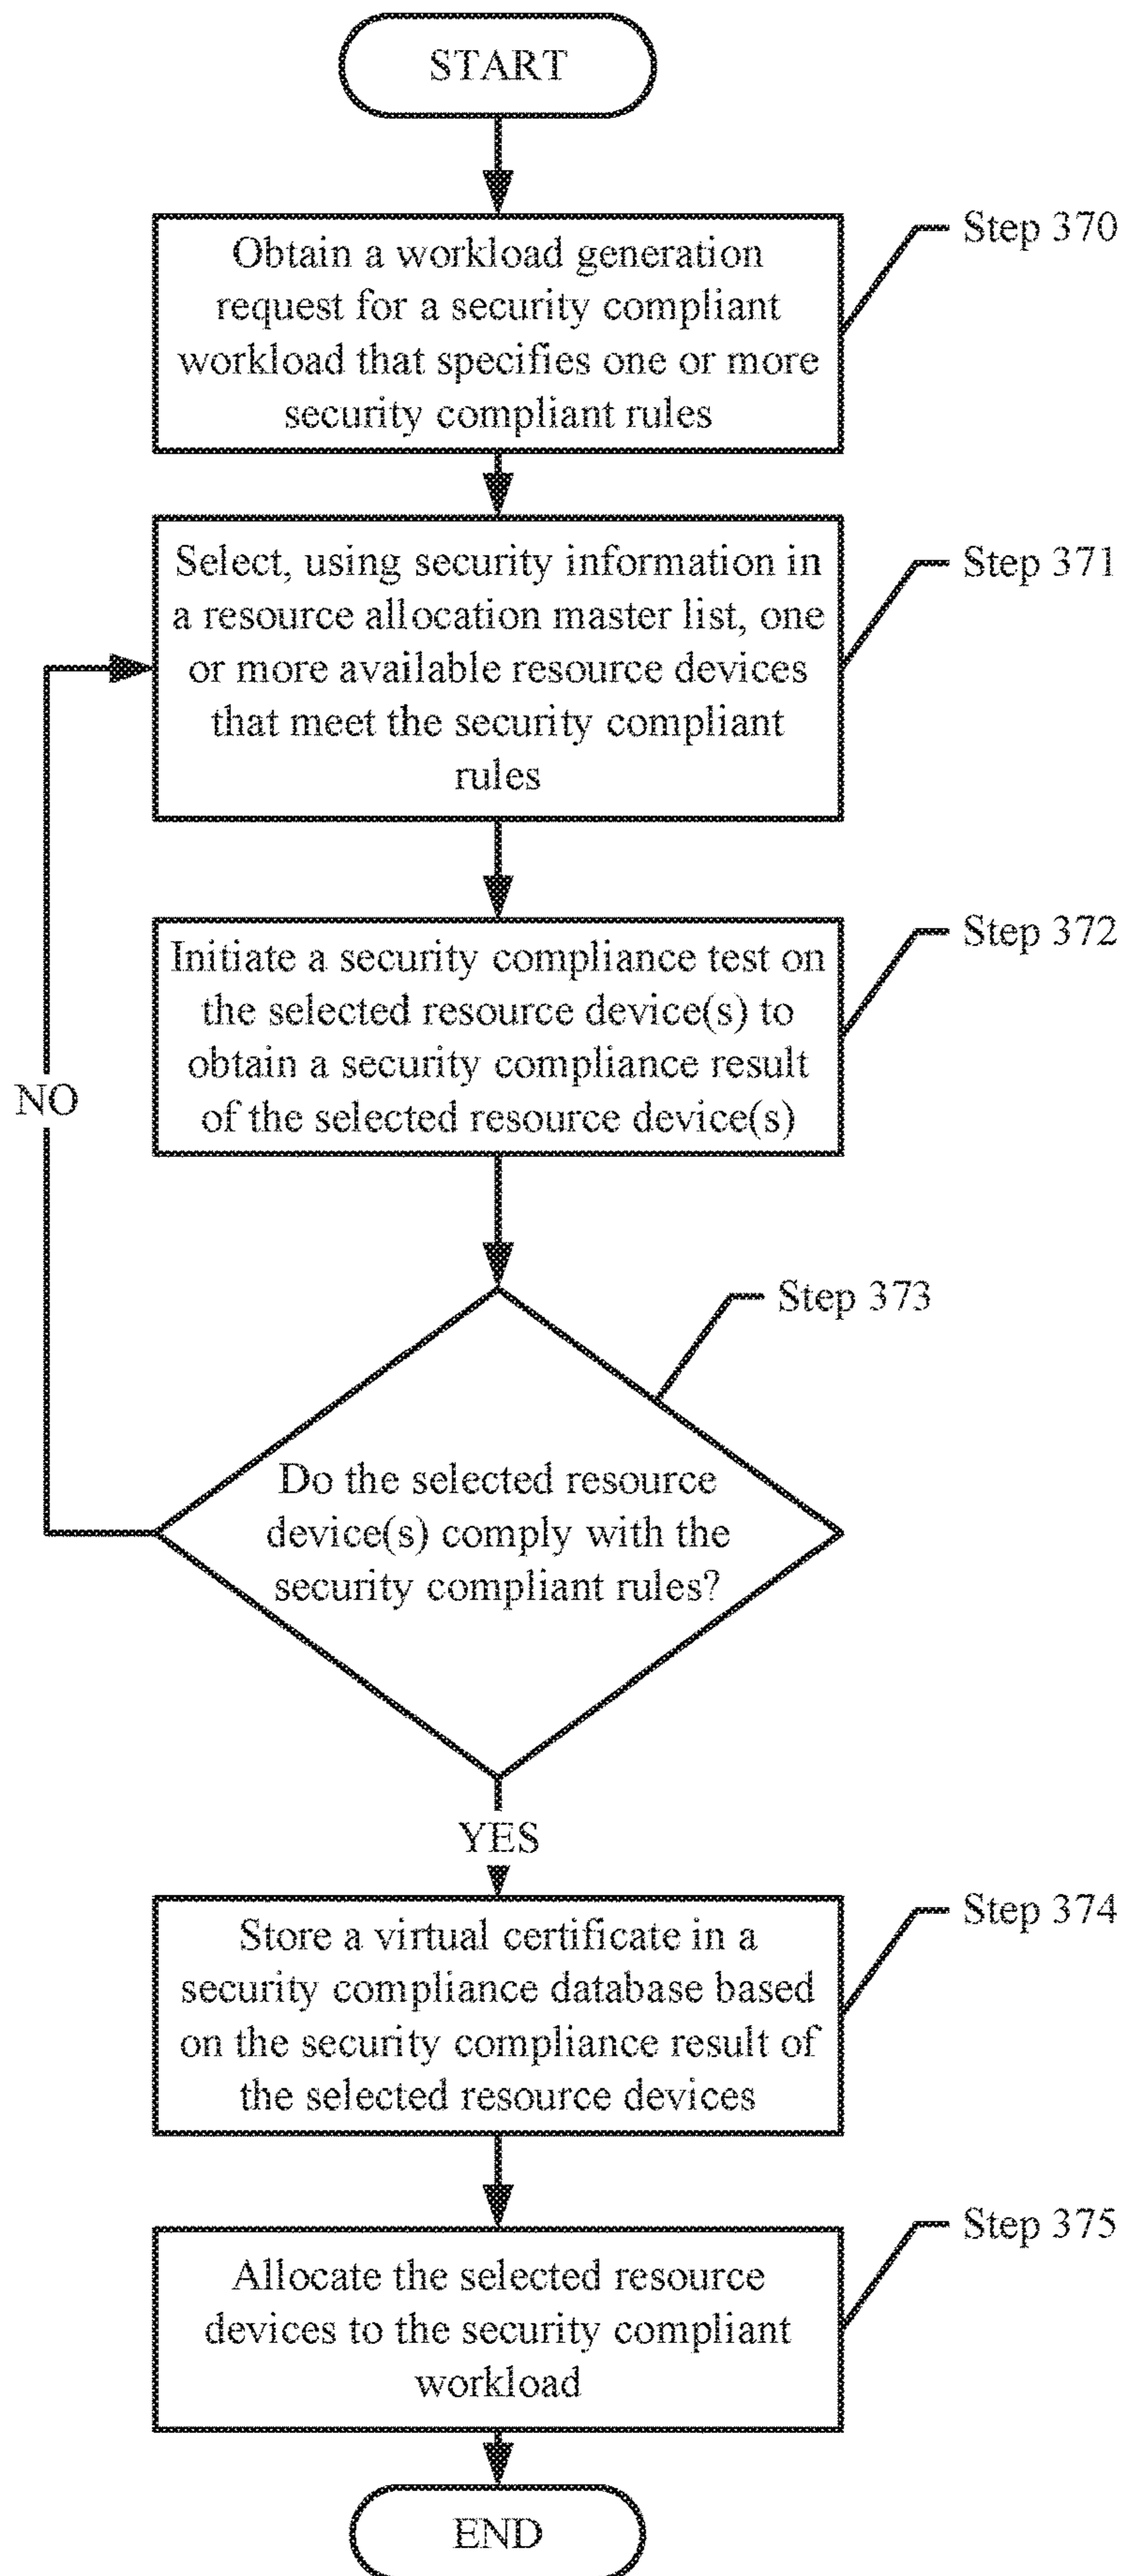 START
Step 370
Obtain a workload generation
request for a security compliant
workload that specifies one or more
security compliant rules
Step 371
Select, using security information in
a resource allocation master list, one
or more available resource devices
that meet the security compliant
rules
Step 372
Initiate a security compliance test on
the selected resource device(s) to
obtain a security compliance result
of the selected resource device(s)
NO
Step 373
Do the selected resource
device(s) comply with the
security compliant rules?
YES
Step 374
Store a virtual certificate in a
security compliance database based
on the security compliance result of
the selected resource devices
Step 375
Allocate the selected resource
devices to the security compliant
workload
END